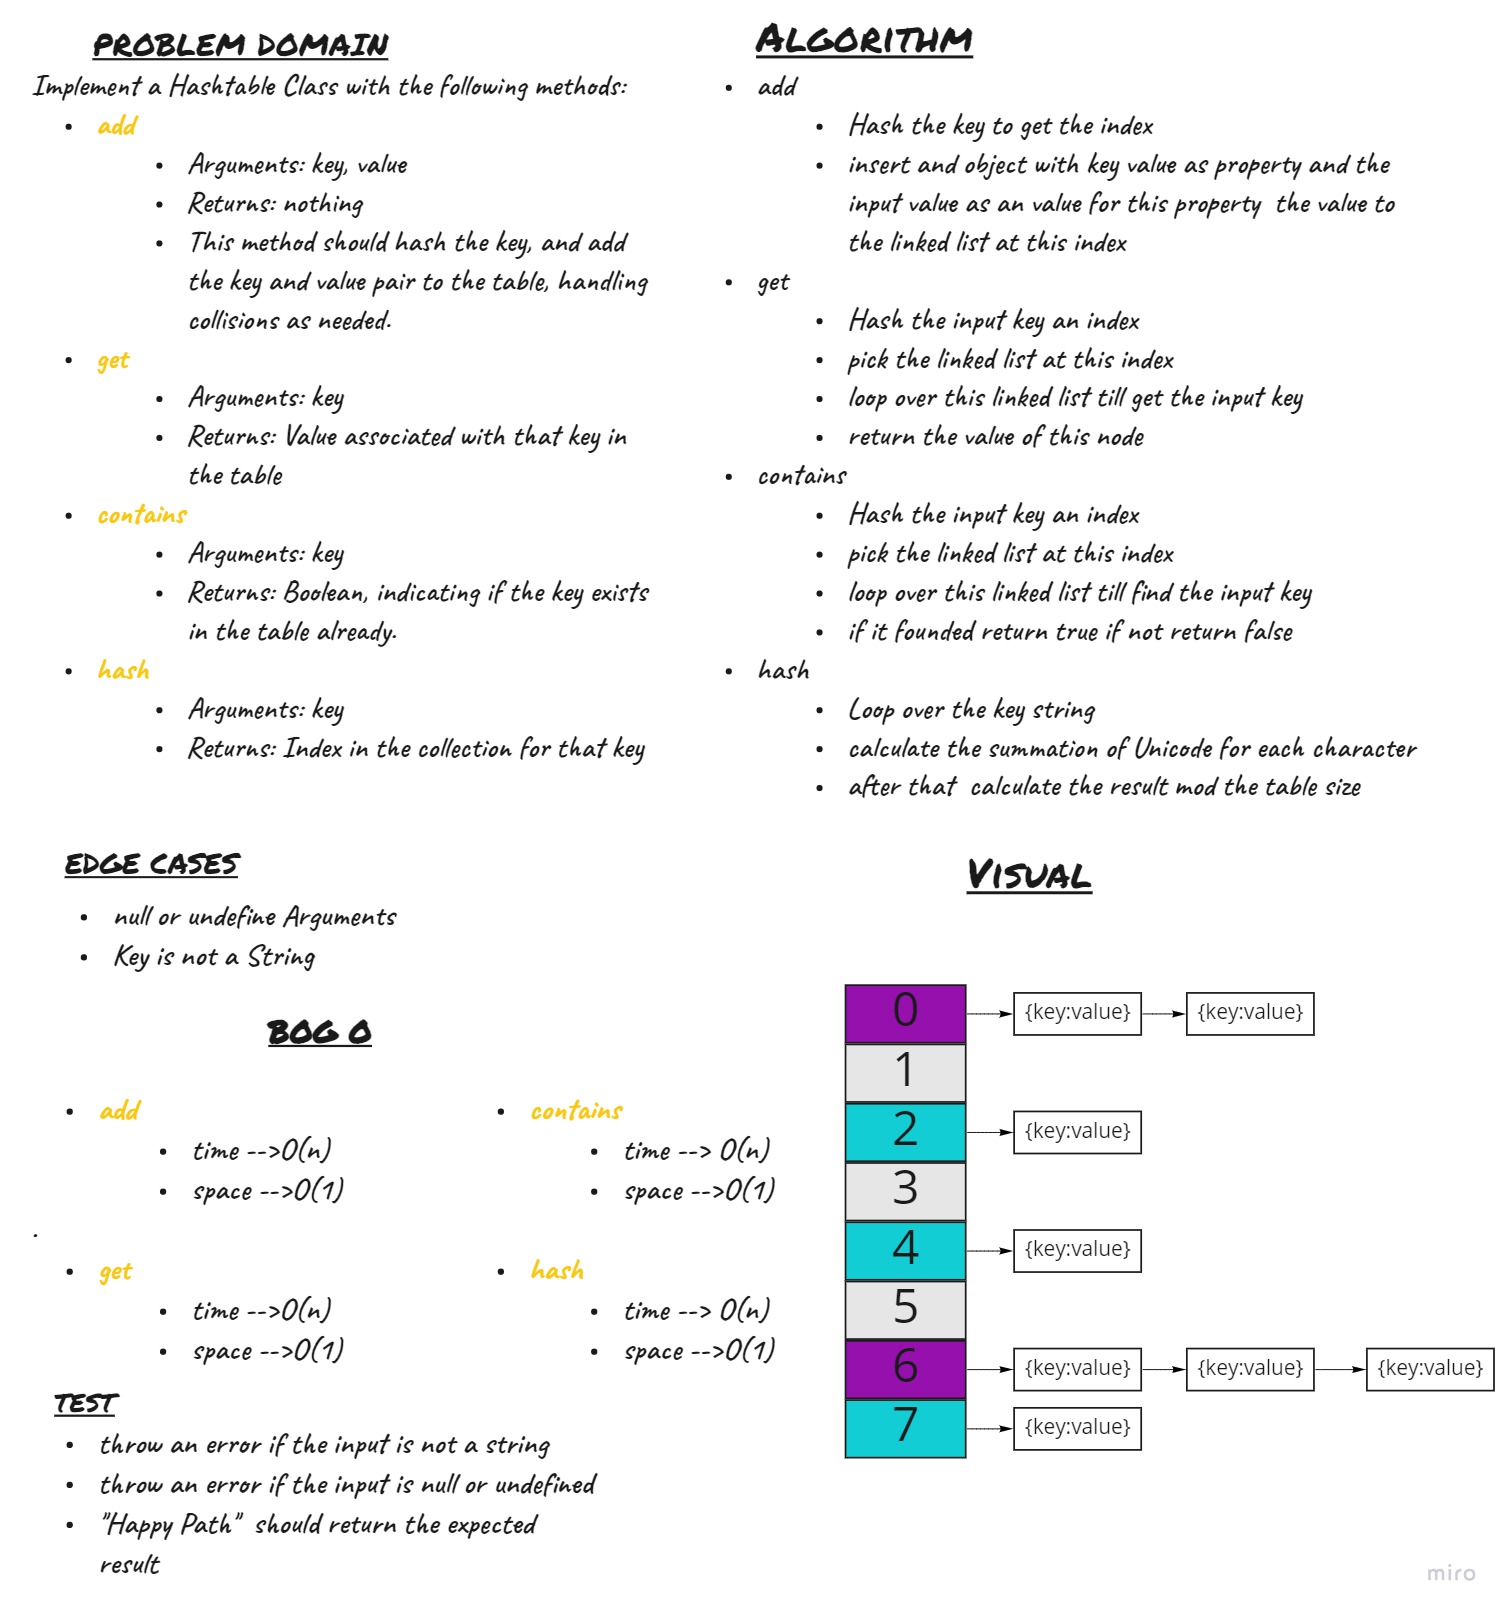 PROBLEM DOMAIN
Implement a Hashtable Class with the following methods:
• add
• Arguments: key, value
• Returns: nothing
• This method should hash the key, and add
the key and value pair to the table, handling
collisions as needed.
• get
• Arguments: key
• Returns: Value associated with that key in
the table
• contains
• Arguments: key
• Returns: Boolean, indicating if the key exists
in the table already.
• hash
• Arguments: key
• Returns: Index in the collection for that key
ALGORITHM
• add
• Hash the key to get the index
• insert and object with key value as property and the
input value as an value for this property  the value to
the linked list at this index
• get
• Hash the input key an index
• pick the linked list at this index
• loop over this linked list till get the input key
• return the value of this node
• contains
• Hash the input key an index
• pick the linked list at this index
• loop over this linked list till find the input key
• if it founded return true if not return false
• hash
• Loop over the key string
• calculate the summation of Unicode for each character
• after that  calculate the result mod the table size
EDGE CASES
• null or undefine Arguments
• Key is not a String
BOG O
• add
• time -->O(n)
• space -->O(1)
.
• get
• time -->O(n)
• space -->O(1)
• contains
• time --> O(n)
• space -->O(1)
• hash
• time --> O(n)
• space -->O(1)
TEST
• throw an error if the input is not a string
• throw an error if the input is null or undefined
• "Happy Path"  should return the expected
result
VISUAL
0 {key:value} {key:value}
1
2 {key:value}
3
4 {key:value}
5
6 {key:value} {key:value} {key:value}
7 {key:value}
miro